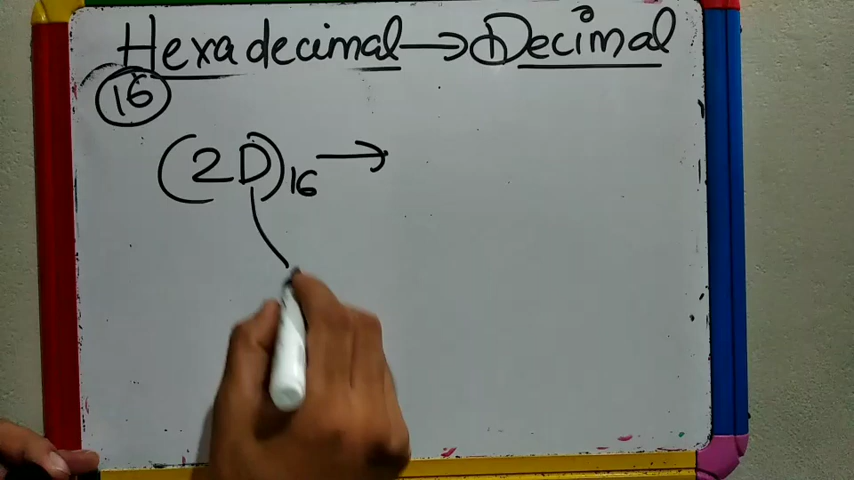 Hexadecimal → Decimal
16
(2D)16 →